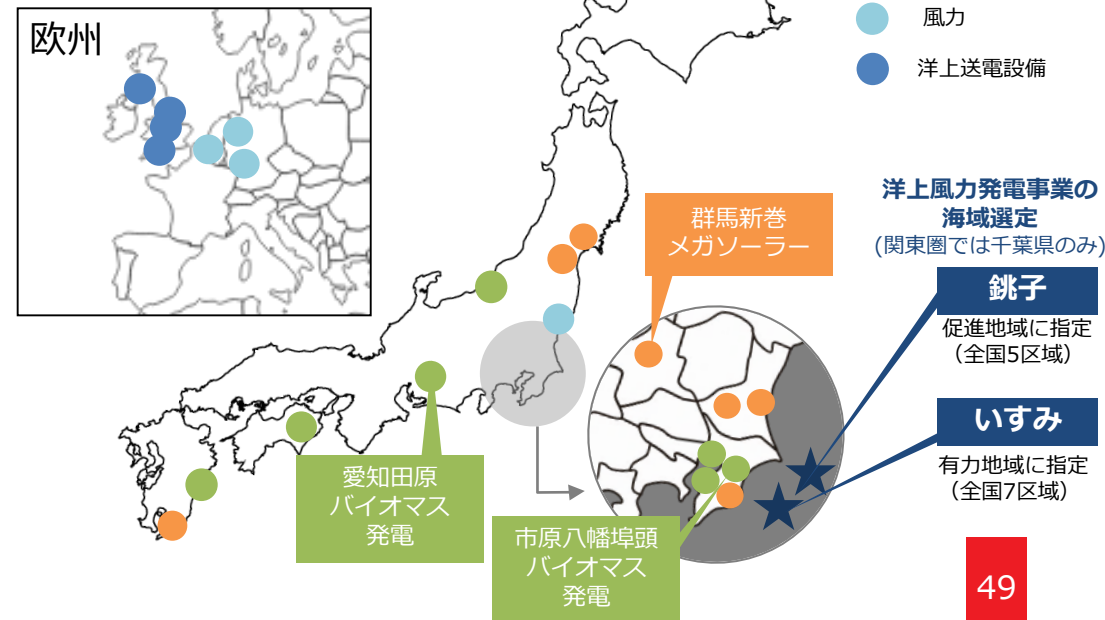 欧州
風力
洋上送電設備
洋上風力発電事業の
海域選定
(関東圏では千葉県のみ)
群馬新巻
メガソーラー
銚子
促進地域に指定
(全国5区域)
いすみ
有力地域に指定
(全国7区域)
愛知田原
バイオマス
発電
市原八幡埠頭
バイオマス
発電
49